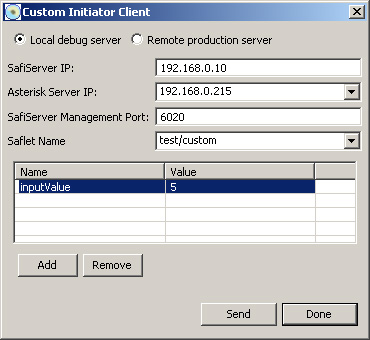 Custom Initiator Client
Local debug server Remote production server
SafiServer IP: 192.168.0.10
Asterisk Server IP: 192.168.0.215
SafiServer Management Port: 6020
Saflet Name test/custom
Name Value
inputValue 5
Add Remove
Send Done